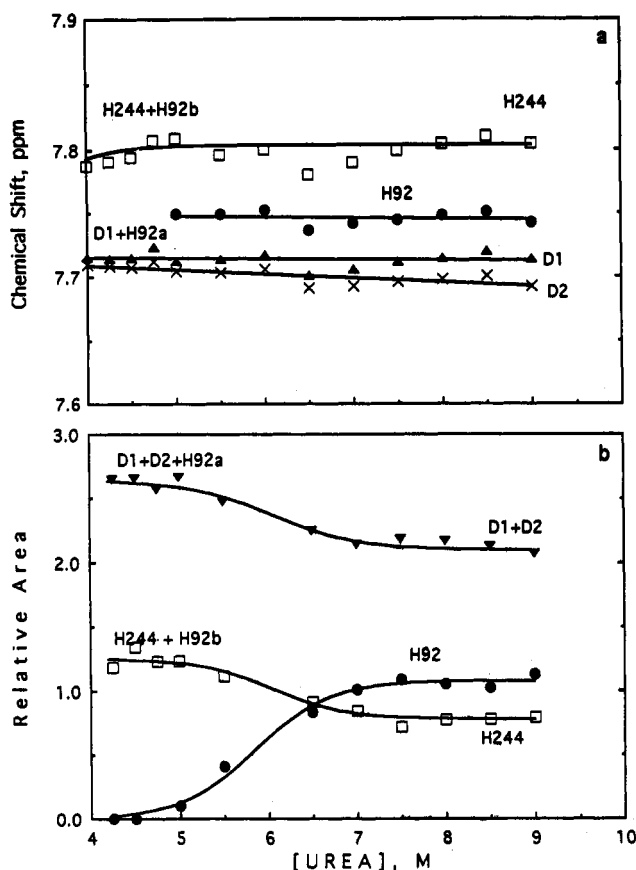 7.9
a
H244+H92b
H244
7.8
H92
D1+H92a
D1
7.7
D2
7.6
Chemical Shift, ppm
3.0
D1+D2+H92a
b
D1+D2
2.0
H244 + H92b
H92
1.0
H244
0.0
Relative Area
4 5 6 7 8 9 10
[UREA], M